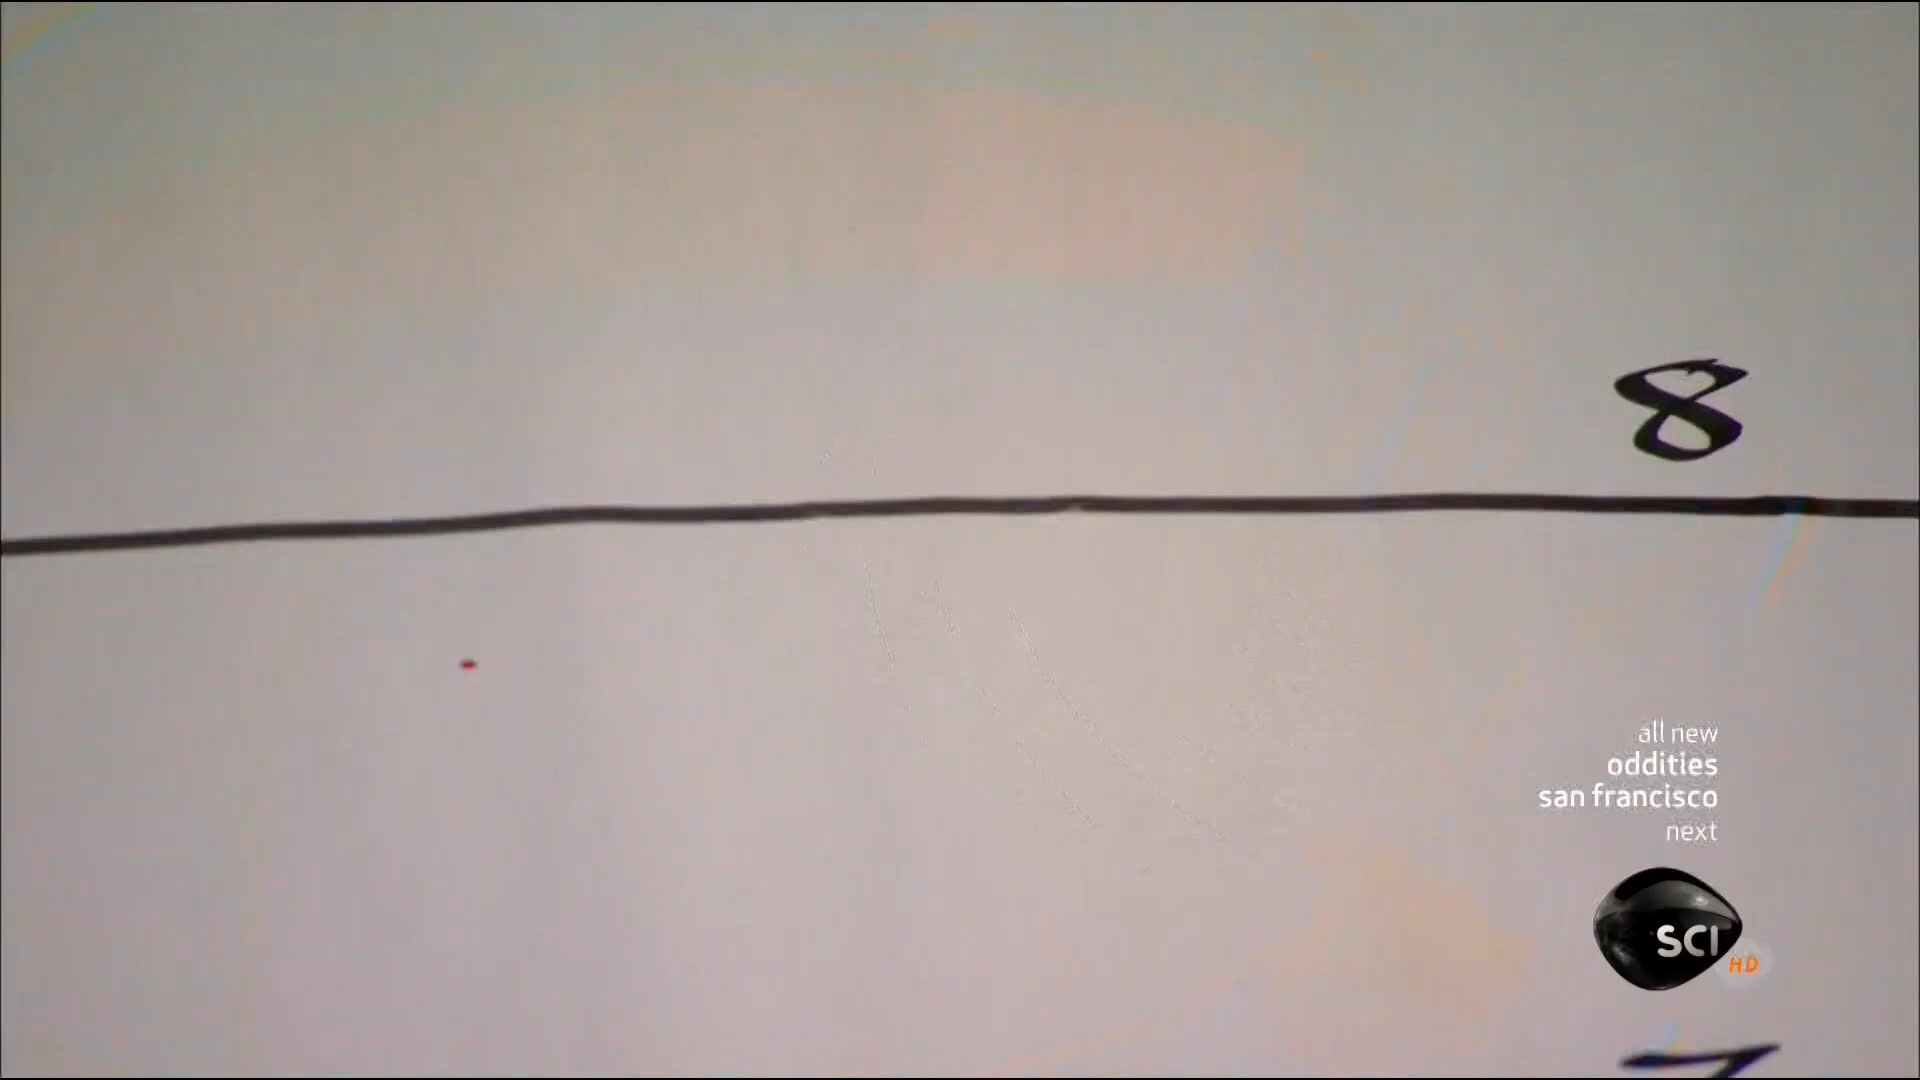 8
all new
oddities
san francisco
next
SCI
HD